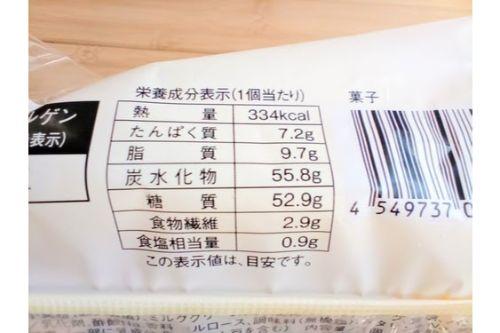 栄養成分表示(1個当たり)
熱量 334kcal
たんぱく質 7.2g
脂質 9.7g
炭水化物 55.8g
糖質 52.9g
食物繊維 2.9g
食塩相当量 0.9g
この表示値は、目安です。
ルゲン
表示)
菓子
4 549737 0